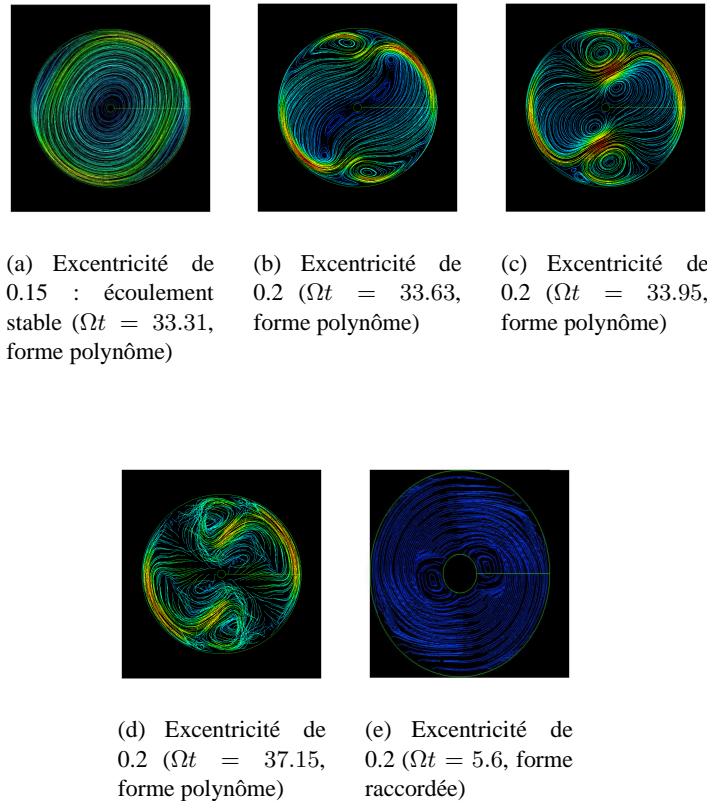 (a) Excentricité de
0.15 : écoulement
stable (Ωt = 33.31,
forme polynôme)
(b) Excentricité de
0.2 (Ωt = 33.63,
forme polynôme)
(c) Excentricité de
0.2 (Ωt = 33.95,
forme polynôme)
(d) Excentricité de
0.2 (Ωt = 37.15,
forme polynôme)
(e) Excentricité de
0.2 (Ωt = 5.6, forme
raccordée)